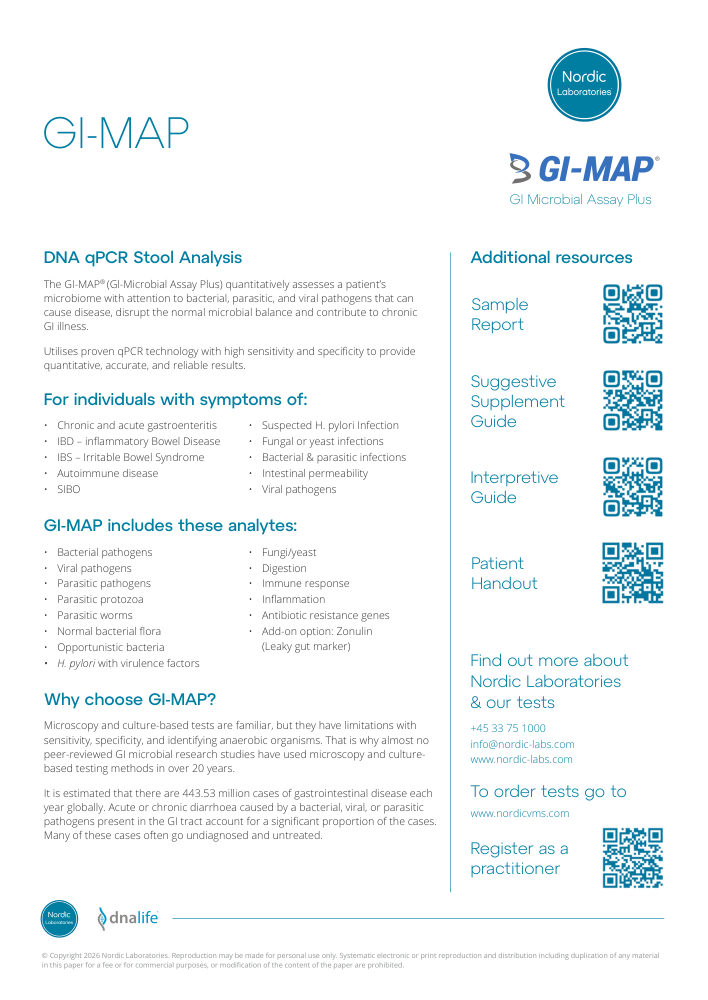 Nordic
Laboratories
GI-MAP
GI-MAP®
GI Microbial Assay Plus
DNA qPCR Stool Analysis
The GI-MAP® (GI-Microbial Assay Plus) quantitatively assesses a patient's
microbiome with attention to bacterial, parasitic, and viral pathogens that can
cause disease, disrupt the normal microbial balance and contribute to chronic
GI illness.
Utilises proven qPCR technology with high sensitivity and specificity to provide
quantitative, accurate, and reliable results.
For individuals with symptoms of:
• Chronic and acute gastroenteritis
• IBD – inflammatory Bowel Disease
• IBS – Irritable Bowel Syndrome
• Autoimmune disease
• SIBO
• Suspected H. pylori Infection
• Fungal or yeast infections
• Bacterial & parasitic infections
• Intestinal permeability
• Viral pathogens
GI-MAP includes these analytes:
• Bacterial pathogens
• Viral pathogens
• Parasitic pathogens
• Parasitic protozoa
• Parasitic worms
• Normal bacterial flora
• Opportunistic bacteria
• H. pylori with virulence factors
• Fungi/yeast
• Digestion
• Immune response
• Inflammation
• Antibiotic resistance genes
• Add-on option: Zonulin
(Leaky gut marker)
Why choose GI-MAP?
Microscopy and culture-based tests are familiar, but they have limitations with
sensitivity, specificity, and identifying anaerobic organisms. That is why almost no
peer-reviewed GI microbial research studies have used microscopy and culture-
based testing methods in over 20 years.
It is estimated that there are 443.53 million cases of gastrointestinal disease each
year globally. Acute or chronic diarrhoea caused by a bacterial, viral, or parasitic
pathogens present in the GI tract account for a significant proportion of the cases.
Many of these cases often go undiagnosed and untreated.
Additional resources
Sample
Report
Suggestive
Supplement
Guide
Interpretive
Guide
Patient
Handout
Find out more about
Nordic Laboratories
& our tests
+45 33 75 1000
info@nordic-labs.com
www.nordic-labs.com
To order tests go to
www.nordicvms.com
Register as a
practitioner
Nordic
Laboratories
dnalife
© Copyright 2026 Nordic Laboratories. Reproduction may be made for personal use only. Systematic electronic or print reproduction and distribution including duplication of any material
in this paper for a fee or for commercial purposes, or modification of the content of the paper are prohibited.